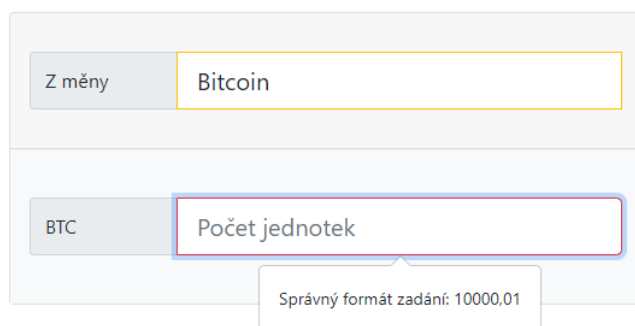 Z měny
Bitcoin
BTC
Počet jednotek
Správný formát zadání: 10000,01